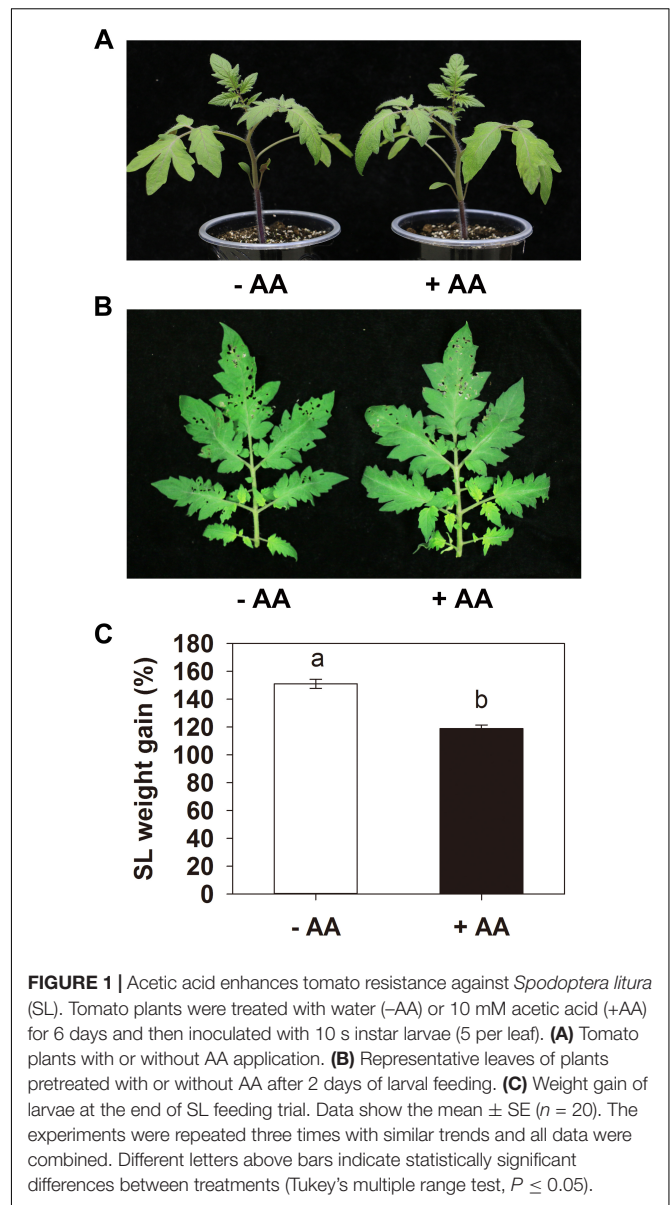 A
- AA + AA
B
- AA + AA
C
180
160
140
120
100
80
60
40
20
0
SL weight gain (%)
a
b
- AA + AA
FIGURE 1 | Acetic acid enhances tomato resistance against Spodoptera litura
(SL). Tomato plants were treated with water (–AA) or 10 mM acetic acid (+AA)
for 6 days and then inoculated with 10 s instar larvae (5 per leaf). (A) Tomato
plants with or without AA application. (B) Representative leaves of plants
pretreated with or without AA after 2 days of larval feeding. (C) Weight gain of
larvae at the end of SL feeding trial. Data show the mean ± SE (n = 20). The
experiments were repeated three times with similar trends and all data were
combined. Different letters above bars indicate statistically significant
differences between treatments (Tukey's multiple range test, P ≤ 0.05).